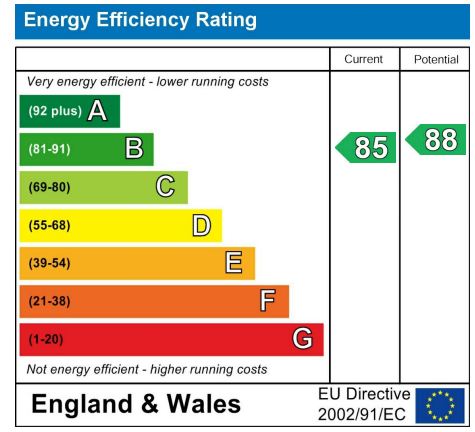 Energy Efficiency Rating
Current Potential
Very energy efficient - lower running costs
(92 plus) A
(81-91) B
85 88
(69-80) C
(55-68) D
(39-54) E
(21-38) F
(1-20) G
Not energy efficient - higher running costs
England & Wales
EU Directive
2002/91/EC